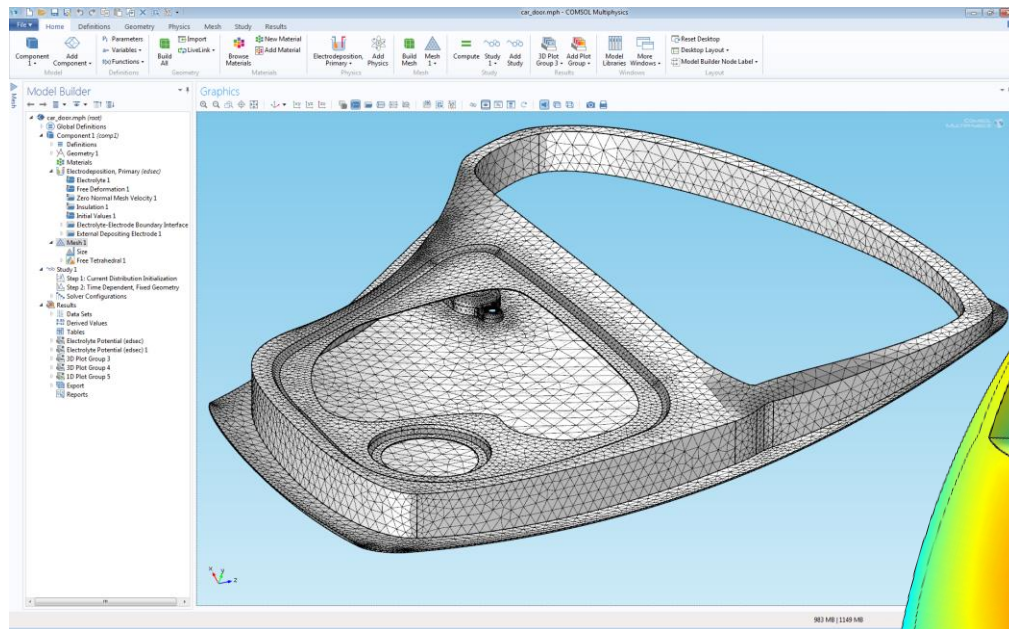 car_door.mph - COMSOL Multiphysics
File Home Definitions Geometry Physics Mesh Study Results
Component 1 Add Component
Model
Pi Parameters
a= Variables
f(x) Functions
Definitions
Build All
Import
LiveLink
Geometry
Browse Materials
New Material
Add Material
Materials
Electrodeposition, Primary Add Physics
Physics
Build Mesh Mesh 1
Mesh
Compute Study 1 Add Study
Study
3D Plot Group 3 Add Plot Group
Results
Model Libraries More Windows
Windows
Reset Desktop
Desktop Layout
Model Builder Node Label
Layout
Mesh
Model Builder
car_door.mph (root)
Global Definitions
Component 1 (comp1)
Definitions
Geometry 1
Materials
Electrodeposition, Primary (edsec)
Electrolyte 1
Free Deformation 1
Zero Normal Mesh Velocity 1
Insulation 1
Initial Values 1
Electrolyte-Electrode Boundary Interface
External Depositing Electrode 1
Mesh 1
Size
Free Tetrahedral 1
Study 1
Step 1: Current Distribution Initialization
Step 2: Time Dependent, Fixed Geometry
Solver Configurations
Results
Data Sets
Derived Values
Tables
Electrolyte Potential (edsec)
Electrolyte Potential (edsec) 1
3D Plot Group 3
3D Plot Group 4
1D Plot Group 5
Export
Reports
Graphics
COMSOL
MULTIPHYSICS
y
x
z
983 MB | 1149 MB